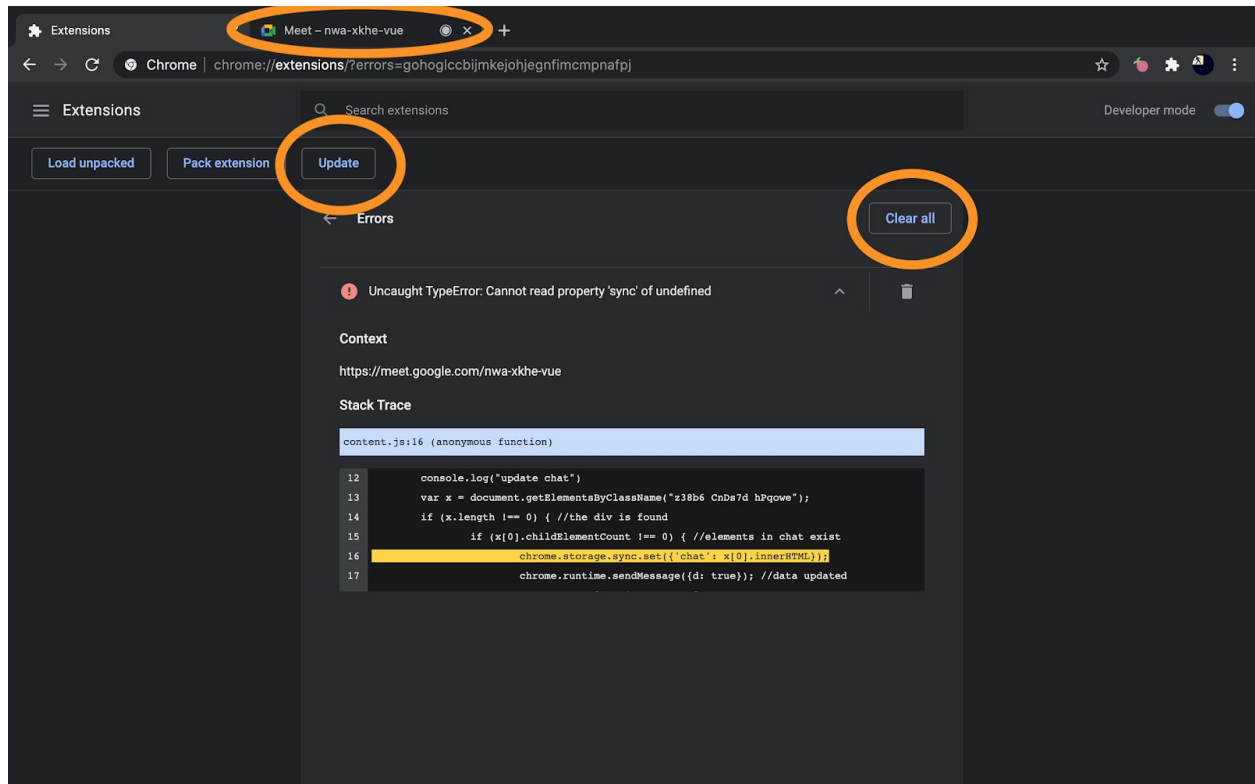 Extensions
Meet – nwa-xkhe-vue
Chrome | chrome://extensions/?errors=gohoglccbijmkejohjegnfimcmpnafpj
Extensions
Search extensions
Developer mode
Load unpacked
Pack extension
Update
Errors
Clear all
Uncaught TypeError: Cannot read property 'sync' of undefined
Context
https://meet.google.com/nwa-xkhe-vue
Stack Trace
content.js:16 (anonymous function)
12 console.log("update chat")
13 var x = document.getElementsByClassName("z38b6 CnDs7d hPqowe");
14 if (x.length !== 0) { //the div is found
15 if (x[0].childElementCount !== 0) { //elements in chat exist
16 chrome.storage.sync.set({'chat': x[0].innerHTML});
17 chrome.runtime.sendMessage({d: true}); //data updated